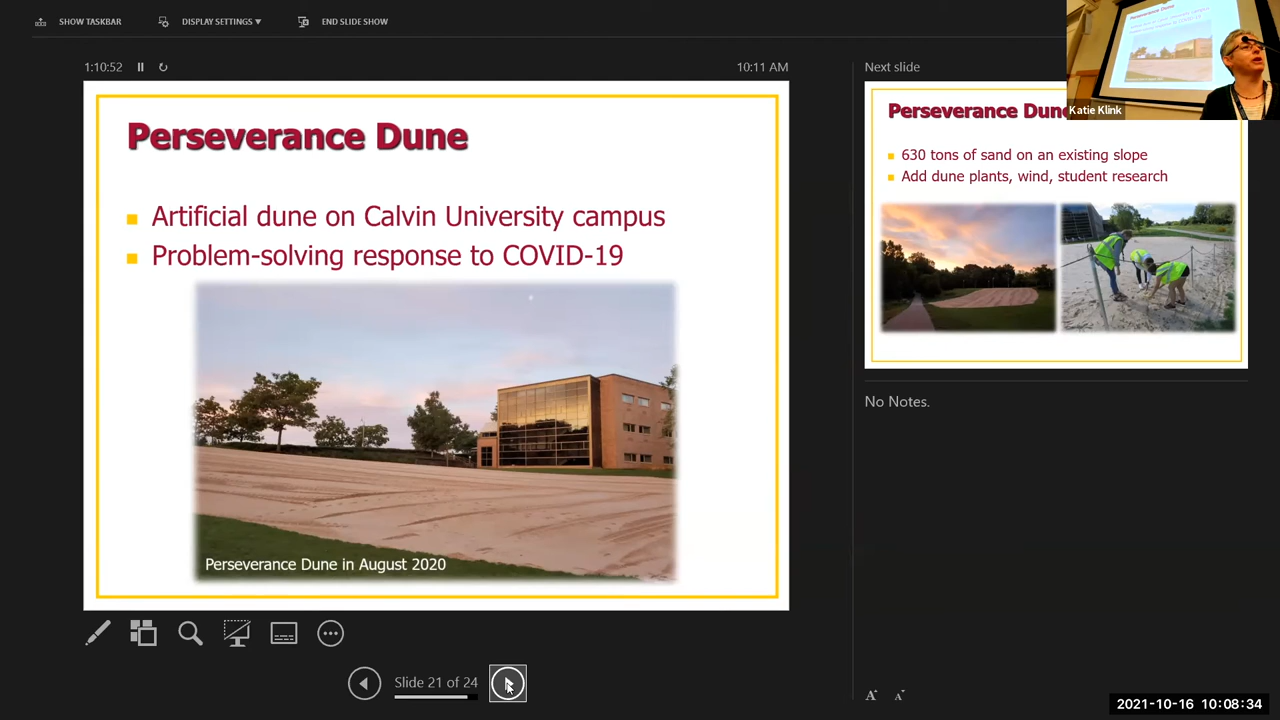 SHOW TASKBAR
DISPLAY SETTINGS ▼
END SLIDE SHOW
1:10:52
10:11 AM
Perseverance Dune
Artificial dune on Calvin University campus
Problem-solving response to COVID-19
Perseverance Dune in August 2020
Slide 21 of 24
Next slide
Perseverance Dune
630 tons of sand on an existing slope
Add dune plants, wind, student research
No Notes.
Perseverance Dune
Katie Klink
A
A
2021-10-16 10:08:34